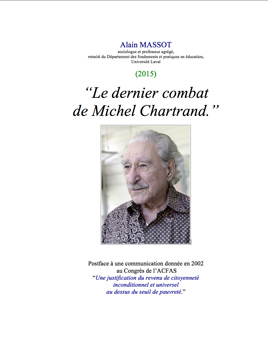 Alain MASSOT
sociologue et professeur agrégé,
retraité du Département des fondements et pratiques en éducation,
Université Laval
(2015)
“Le dernier combat
de Michel Chartrand.”
Postface à une communication donnée en 2002
au Congrès de l’ACFAS
“Une justification du revenu de citoyenneté
inconditionnel et universel
au dessus du seuil de pauvreté.”